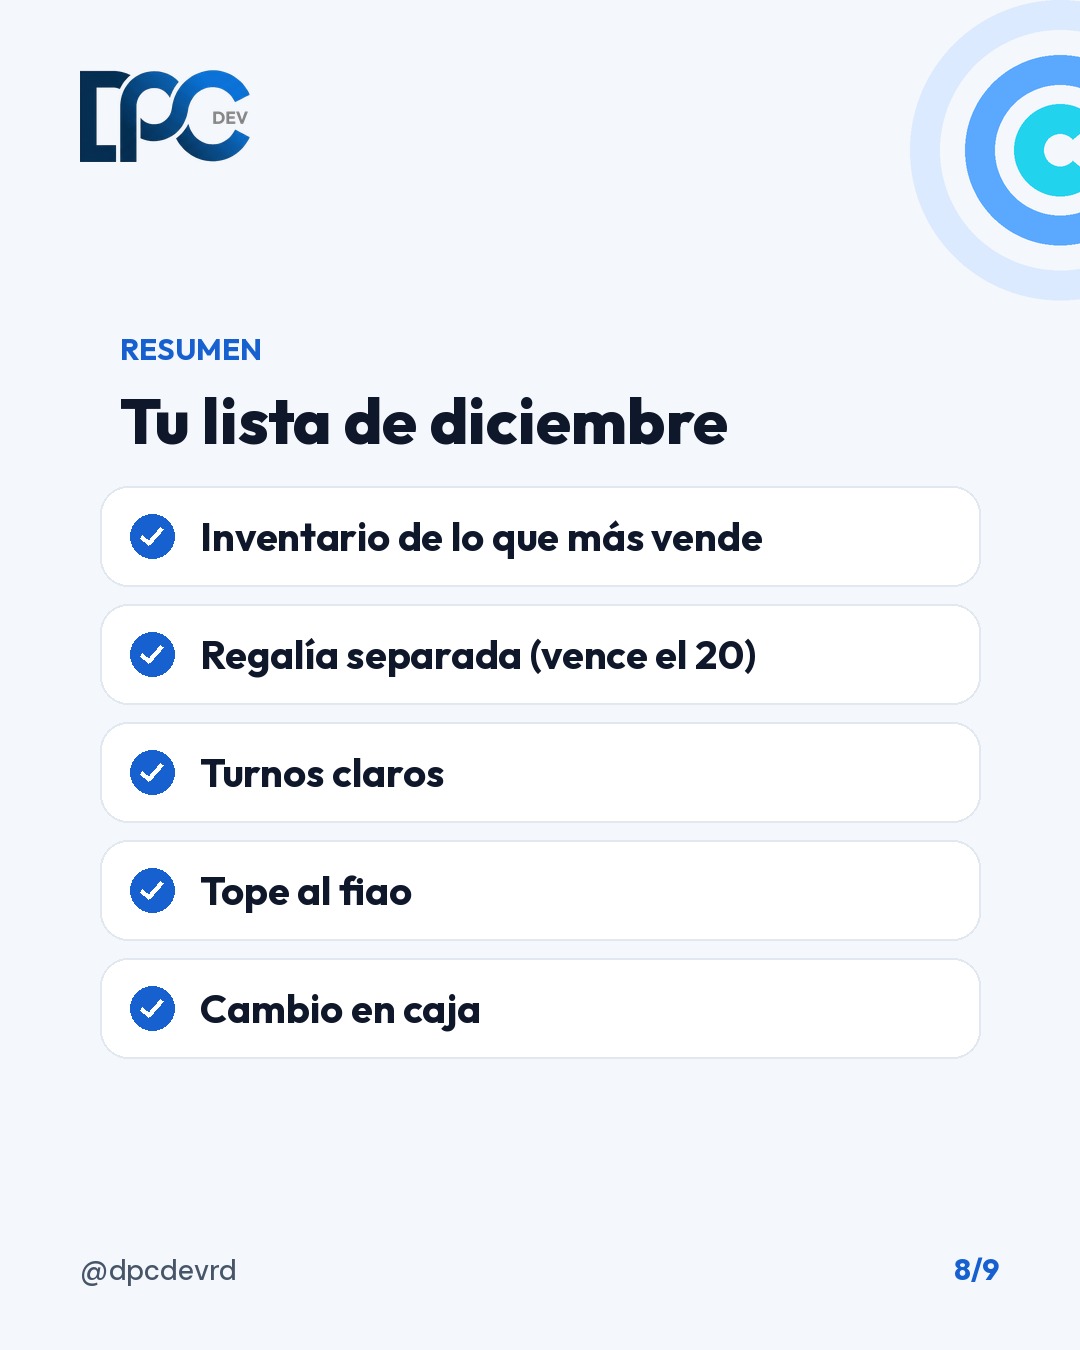 DPC
DEV
RESUMEN
Tu lista de diciembre
Inventario de lo que más vende
Regalía separada (vence el 20)
Turnos claros
Tope al fiao
Cambio en caja
@dpcdevrd
8/9